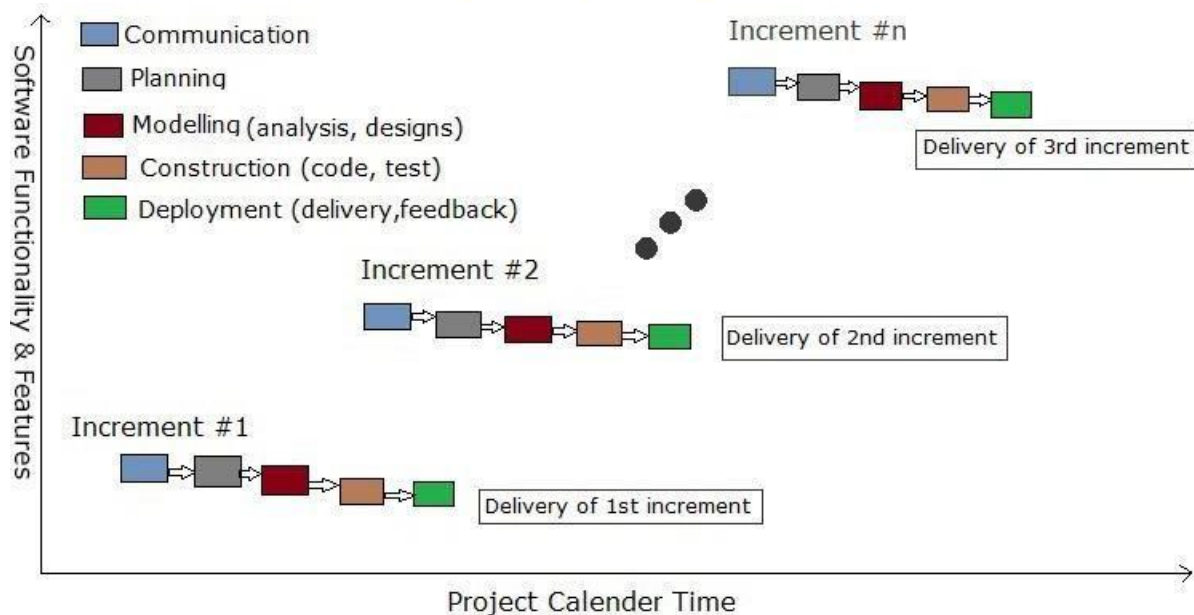 Software Functionality & Features
Communication
Planning
Modelling (analysis, designs)
Construction (code, test)
Deployment (delivery,feedback)
Increment #n
Delivery of 3rd increment
Increment #2
Delivery of 2nd increment
Increment #1
Delivery of 1st increment
Project Calender Time